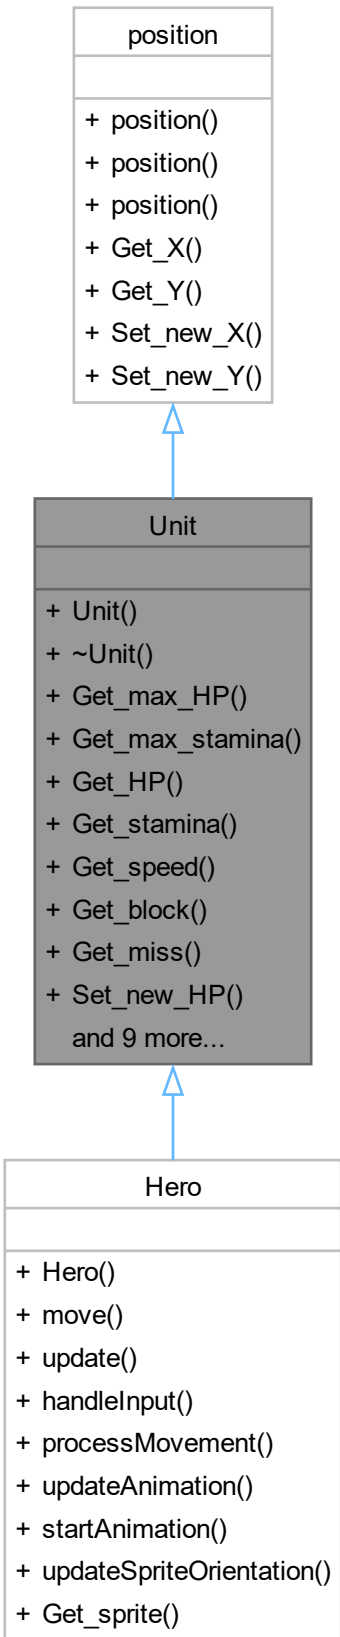 position
+ position()
+ position()
+ position()
+ Get_X()
+ Get_Y()
+ Set_new_X()
+ Set_new_Y()
Unit
+ Unit()
+ ~Unit()
+ Get_max_HP()
+ Get_max_stamina()
+ Get_HP()
+ Get_stamina()
+ Get_speed()
+ Get_block()
+ Get_miss()
+ Set_new_HP()
and 9 more...
Hero
+ Hero()
+ move()
+ update()
+ handleInput()
+ processMovement()
+ updateAnimation()
+ startAnimation()
+ updateSpriteOrientation()
+ Get_sprite()